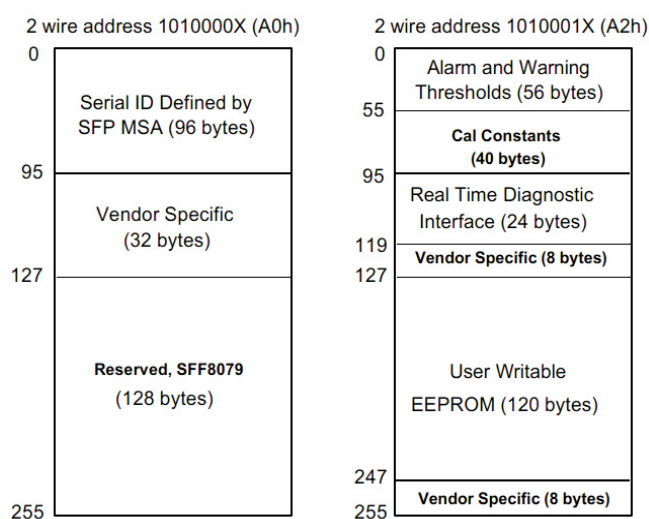 2 wire address 1010000X (A0h)
0
Serial ID Defined by
SFP MSA (96 bytes)
95
Vendor Specific
(32 bytes)
127
Reserved, SFF8079
(128 bytes)
255
2 wire address 1010001X (A2h)
0
Alarm and Warning
Thresholds (56 bytes)
55
Cal Constants
(40 bytes)
95
Real Time Diagnostic
Interface (24 bytes)
119
Vendor Specific (8 bytes)
127
User Writable
EEPROM (120 bytes)
247
Vendor Specific (8 bytes)
255